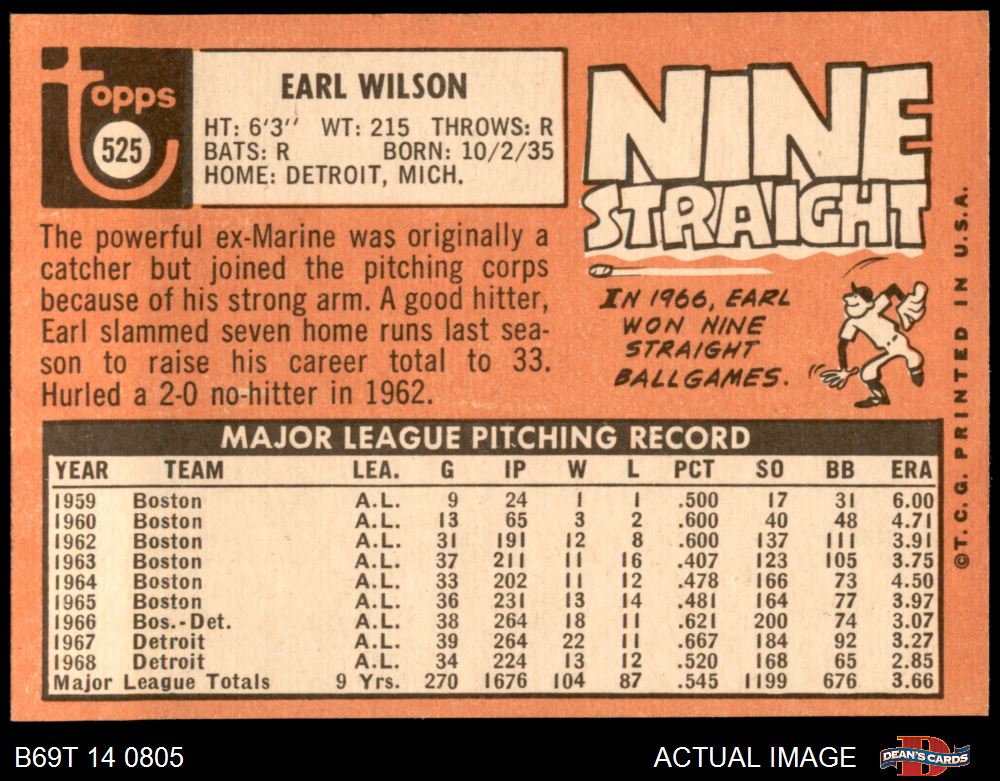 topps
525
EARL WILSON
HT: 6'3" WT: 215 THROWS: R
BATS: R BORN: 10/2/35
HOME: DETROIT, MICH.
The powerful ex-Marine was originally a
catcher but joined the pitching corps
because of his strong arm. A good hitter,
Earl slammed seven home runs last sea-
son to raise his career total to 33.
Hurled a 2-0 no-hitter in 1962.
NINE
STRAIGHT
IN 1966, EARL
WON NINE
STRAIGHT
BALLGAMES.
MAJOR LEAGUE PITCHING RECORD
YEAR TEAM LEA. G IP W L PCT SO BB ERA
1959 Boston A.L. 9 24 1 1 .500 17 31 6.00
1960 Boston A.L. 13 65 3 2 .600 40 48 4.71
1962 Boston A.L. 31 191 12 8 .600 137 111 3.91
1963 Boston A.L. 37 211 11 16 .407 123 105 3.75
1964 Boston A.L. 33 202 11 12 .478 166 73 4.50
1965 Boston A.L. 36 231 13 14 .481 164 77 3.97
1966 Bos.-Det. A.L. 38 264 18 11 .621 200 74 3.07
1967 Detroit A.L. 39 264 22 11 .667 184 92 3.27
1968 Detroit A.L. 34 224 13 12 .520 168 65 2.85
Major League Totals 9 Yrs. 270 1676 104 87 .545 1199 676 3.66
©T. C. G. PRINTED IN U.S.A.
B69T 14 0805
ACTUAL IMAGE
DEAN'S CARDS